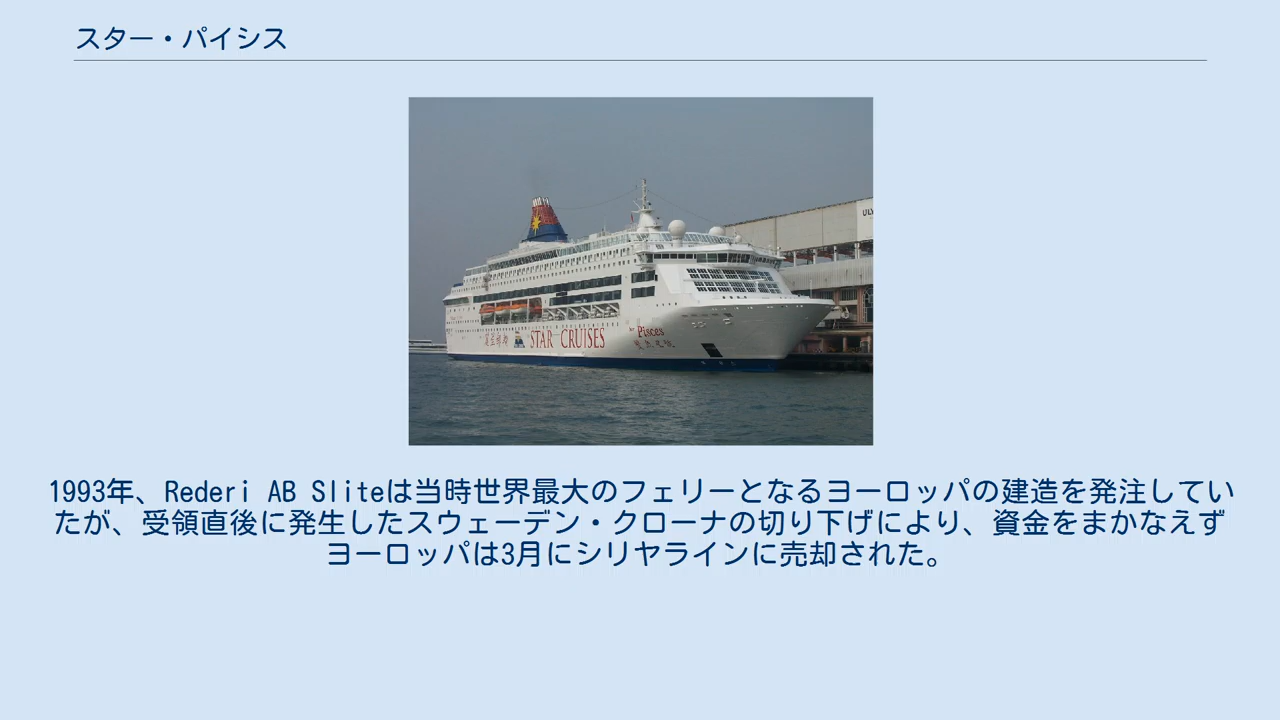 スター・パイシス
STAR CRUISES
Pisces
1993年、Rederi AB Sliteは当時世界最大のフェリーとなるヨーロッパの建造を発注してい
たが、受領直後に発生したスウェーデン・クローナの切り下げにより、資金をまかなえず
ヨーロッパは3月にシリヤラインに売却された。